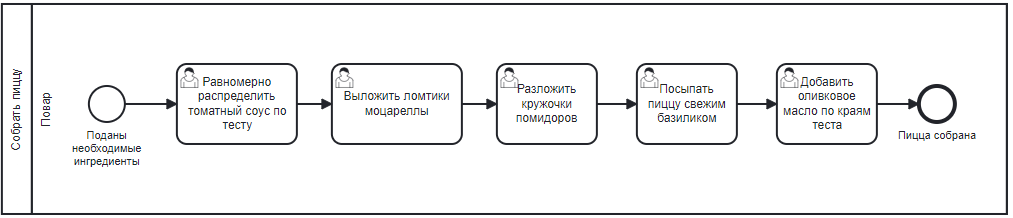 Собрать пиццу
Повар
Поданы
необходимые
ингредиенты
Равномерно
распределить
томатный соус по
тесту
Выложить ломтики
моцареллы
Разложить
кружочки
помидоров
Посыпать
пиццу свежим
базиликом
Добавить
оливковое
масло по краям
теста
Пицца собрана